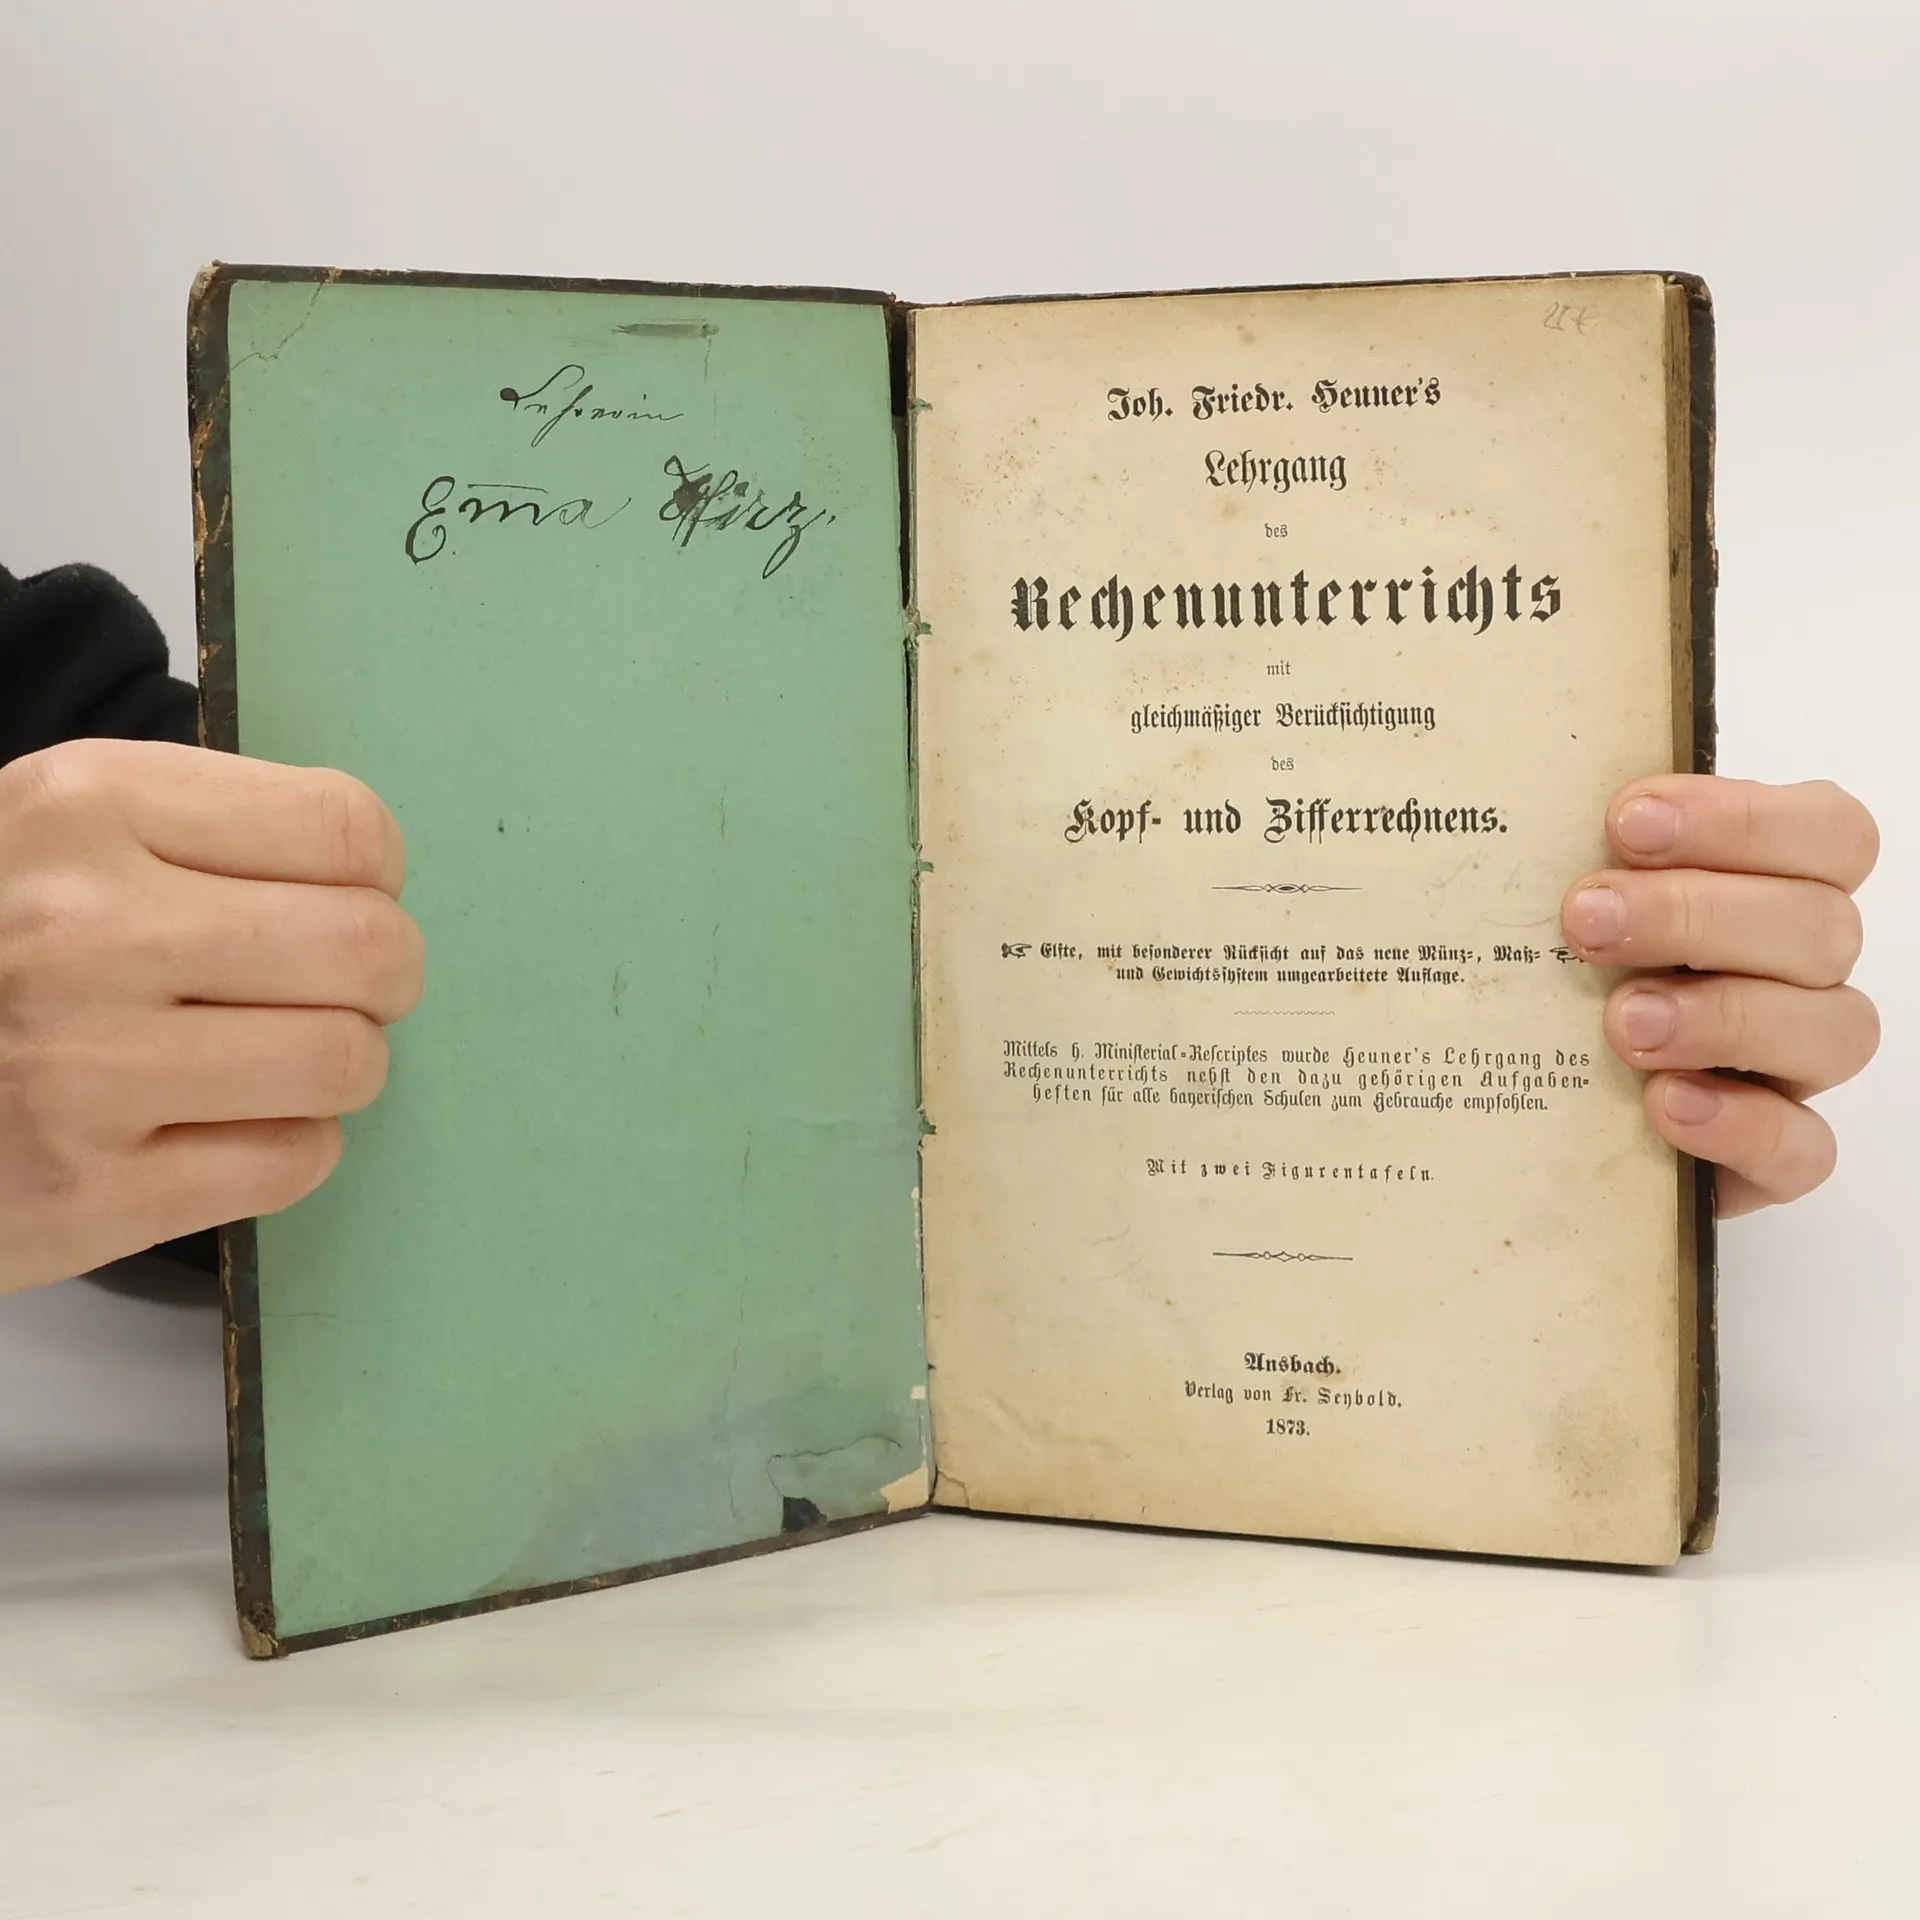 Lehrerin
Em̅a
Joh. Friedr. Heuner's
Lehrgang
des
Rechenunterrichts
mit
gleichmäßiger Berücksichtigung
des
Kopf- und Zifferrechnens.
Elfte, mit besonderer Rücksicht auf das neue Münz-, Maß-
und Gewichtssystem umgearbeitete Auflage.
Mittels h. Ministerial-Rescriptes wurde Heuner's Lehrgang des
Rechenunterrichts nebst den dazu gehörigen Aufgaben-
heften für alle bayerischen Schulen zum Gebrauche empfohlen.
Mit zwei Figurentafeln.
Ansbach.
Verlag von Fr. Seybold.
1873.